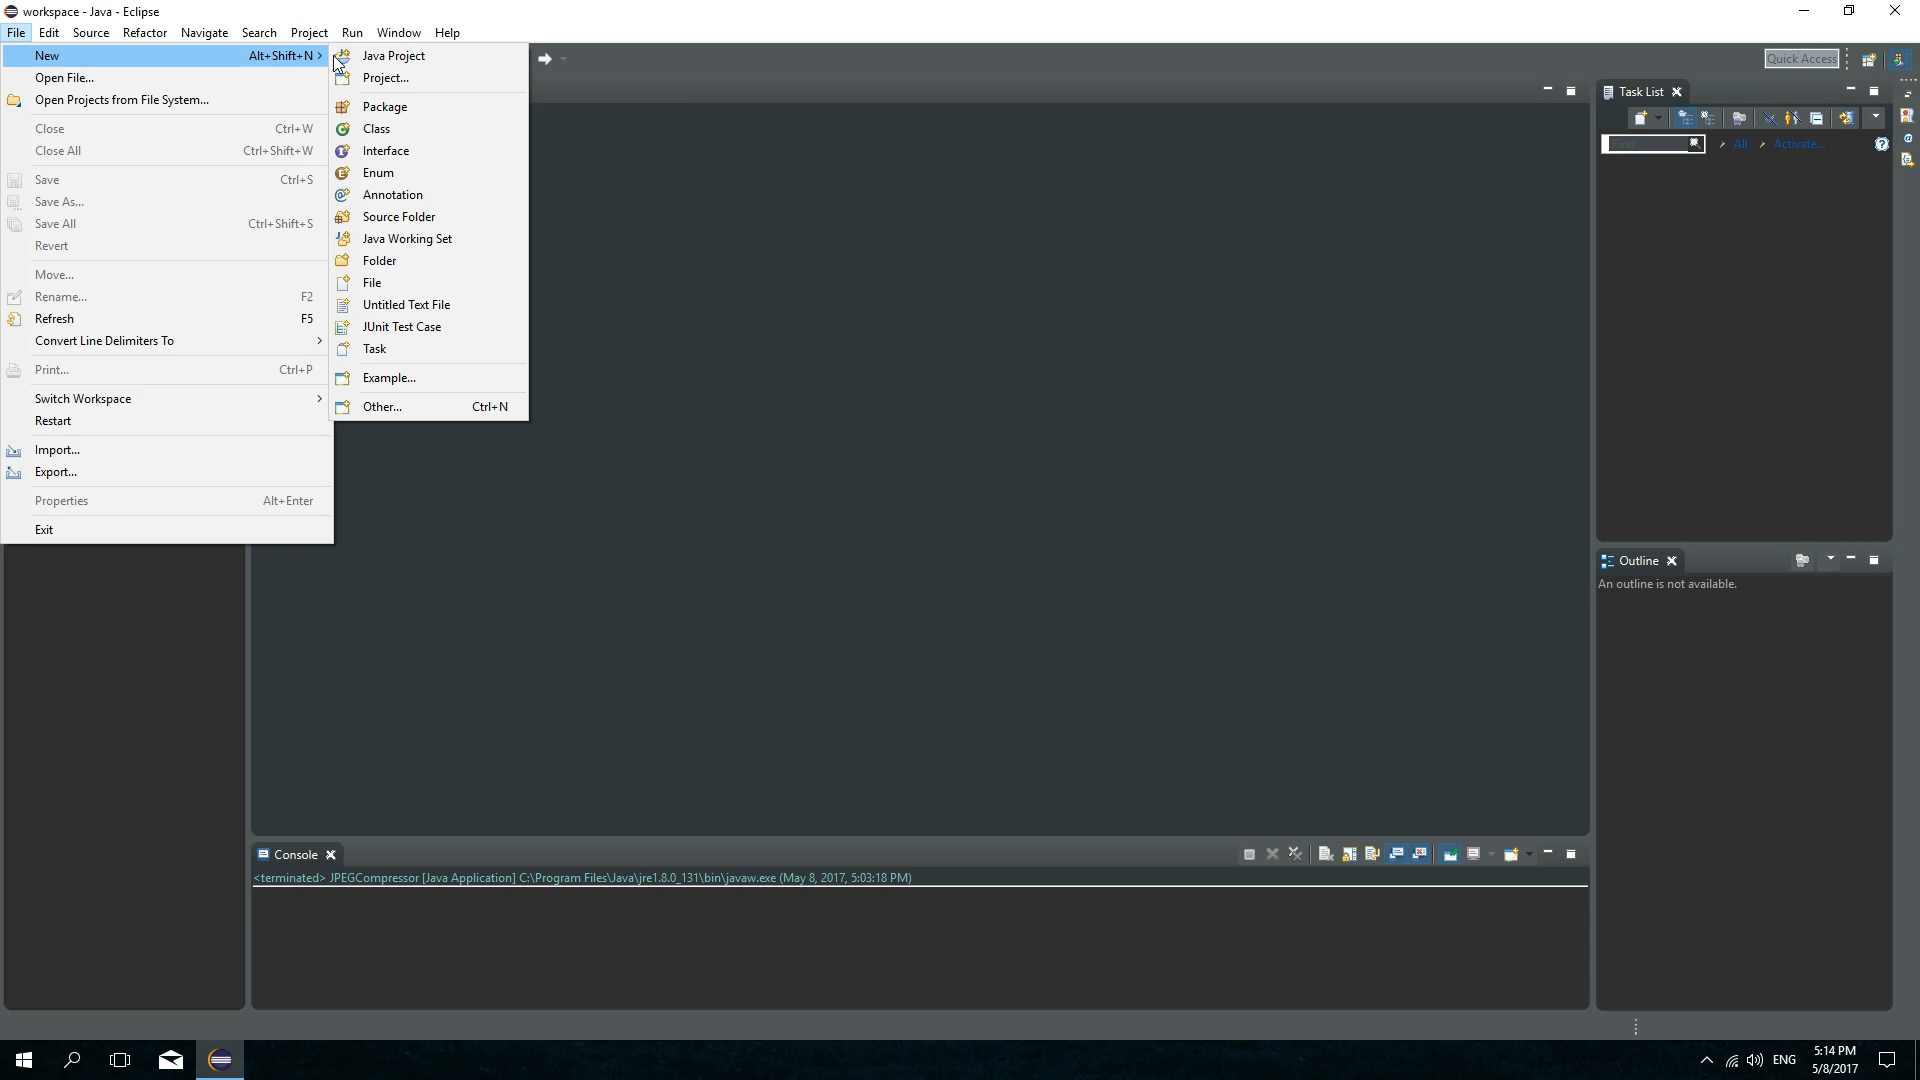 workspace - Java - Eclipse
File Edit Source Refactor Navigate Search Project Run Window Help
New Alt+Shift+N
Open File...
Open Projects from File System...
Close Ctrl+W
Close All Ctrl+Shift+W
Save Ctrl+S
Save As...
Save All Ctrl+Shift+S
Revert
Move...
Rename... F2
Refresh F5
Convert Line Delimiters To
Print... Ctrl+P
Switch Workspace
Restart
Import...
Export...
Properties Alt+Enter
Exit
Java Project
Project...
Package
Class
Interface
Enum
Annotation
Source Folder
Java Working Set
Folder
File
Untitled Text File
JUnit Test Case
Task
Example...
Other... Ctrl+N
Quick Access
Task List
Find All Activate...
Outline
An outline is not available.
Console
<terminated> JPEGCompressor [Java Application] C:\Program Files\Java\jre1.8.0_131\bin\javaw.exe (May 8, 2017, 5:03:18 PM)
ENG
5:14 PM
5/8/2017